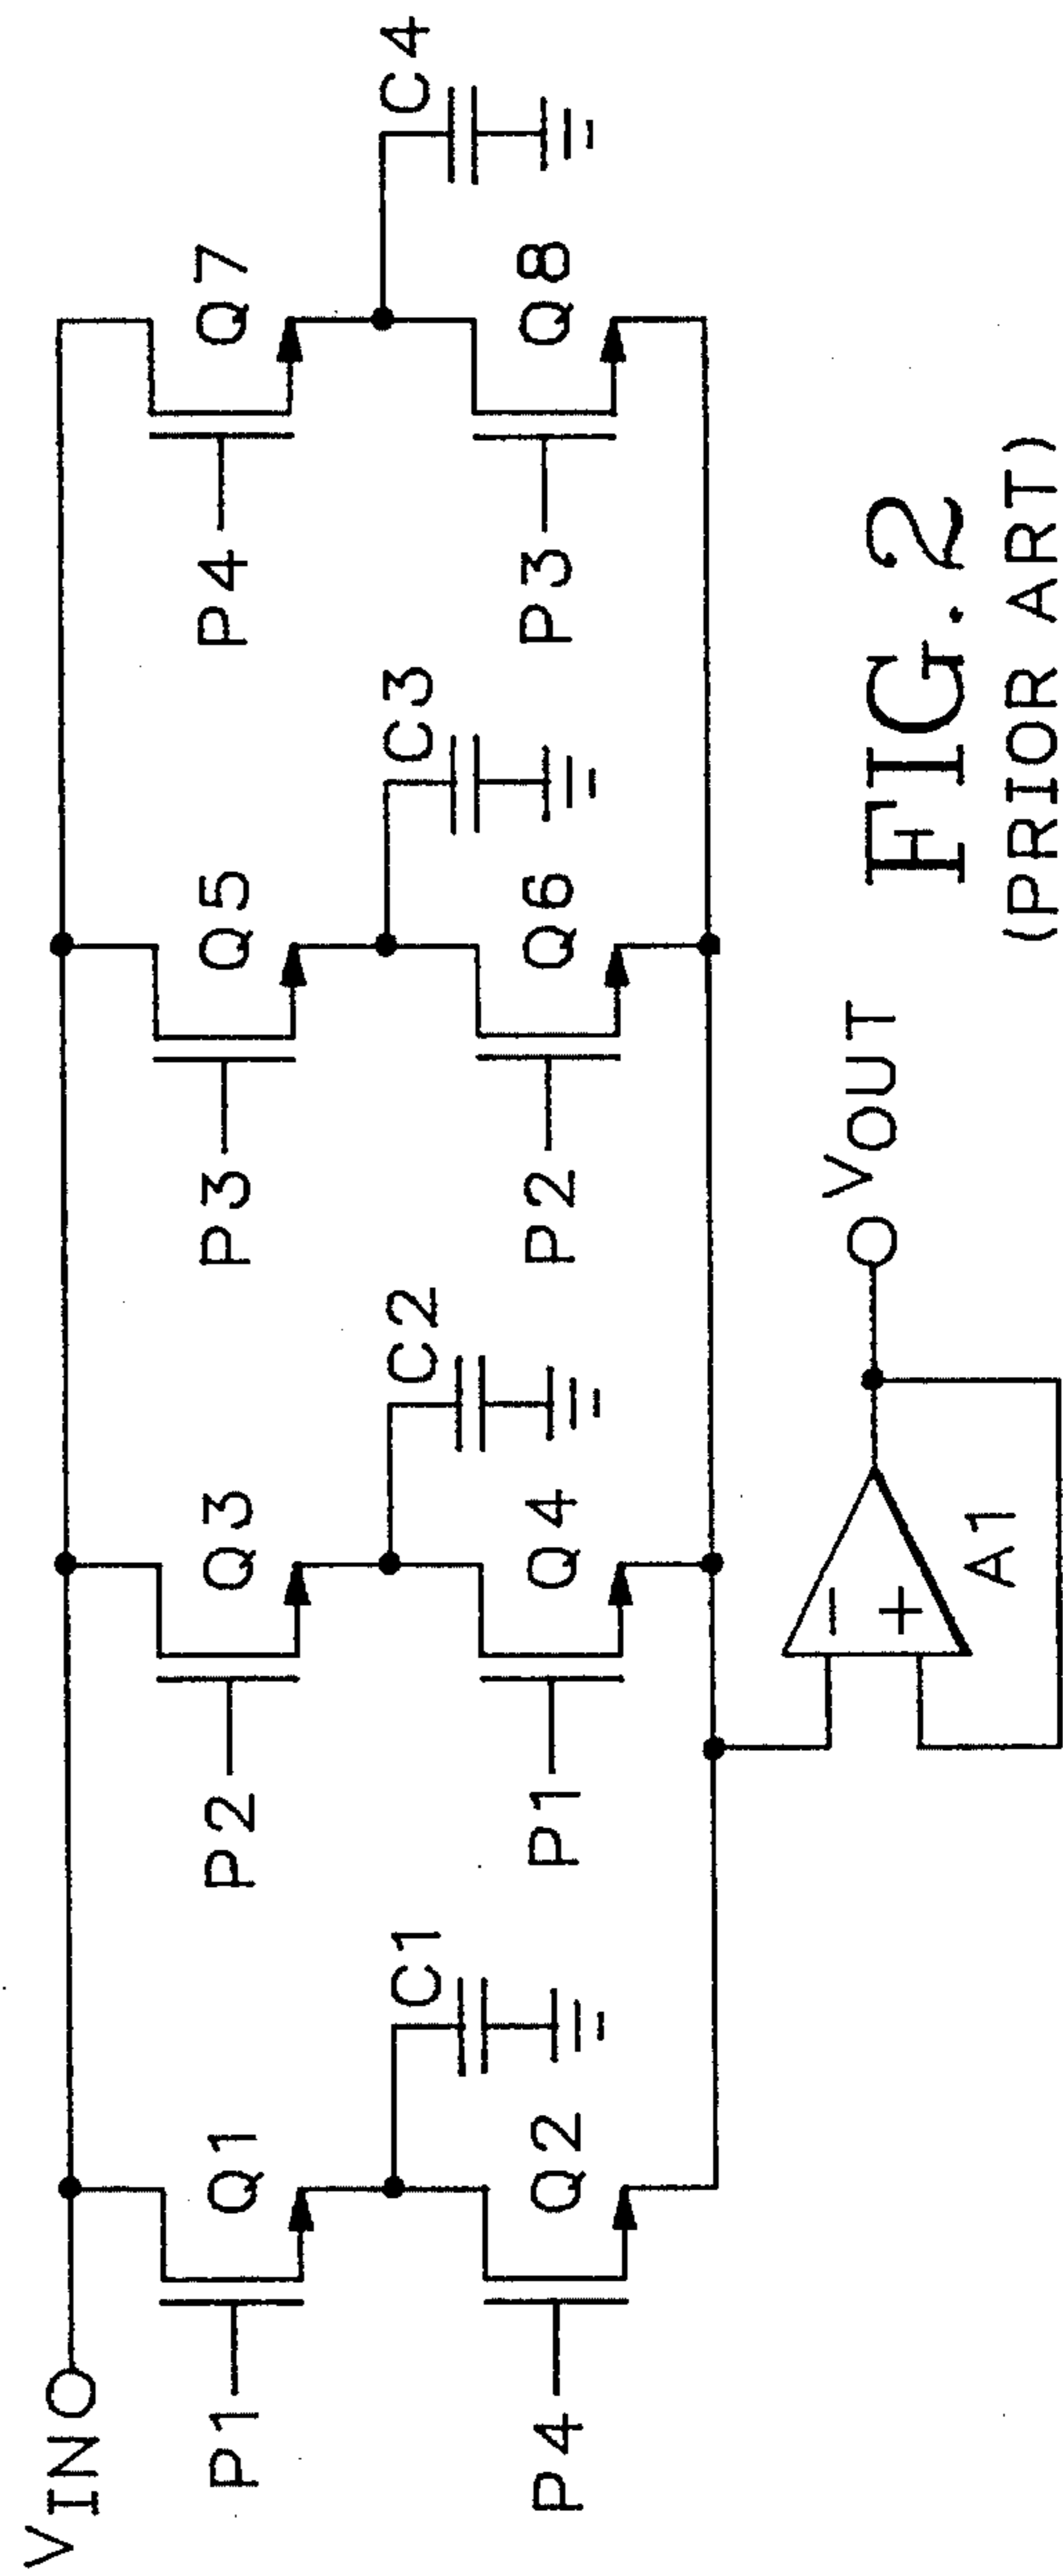 VIN
P1
Q1
C1
P4
Q2
P2
Q3
C2
P1
Q4
P3
Q5
C3
P2
Q6
P4
Q7
C4
P3
Q8
−
+
A1
VOUT
FIG. 2
(PRIOR ART)